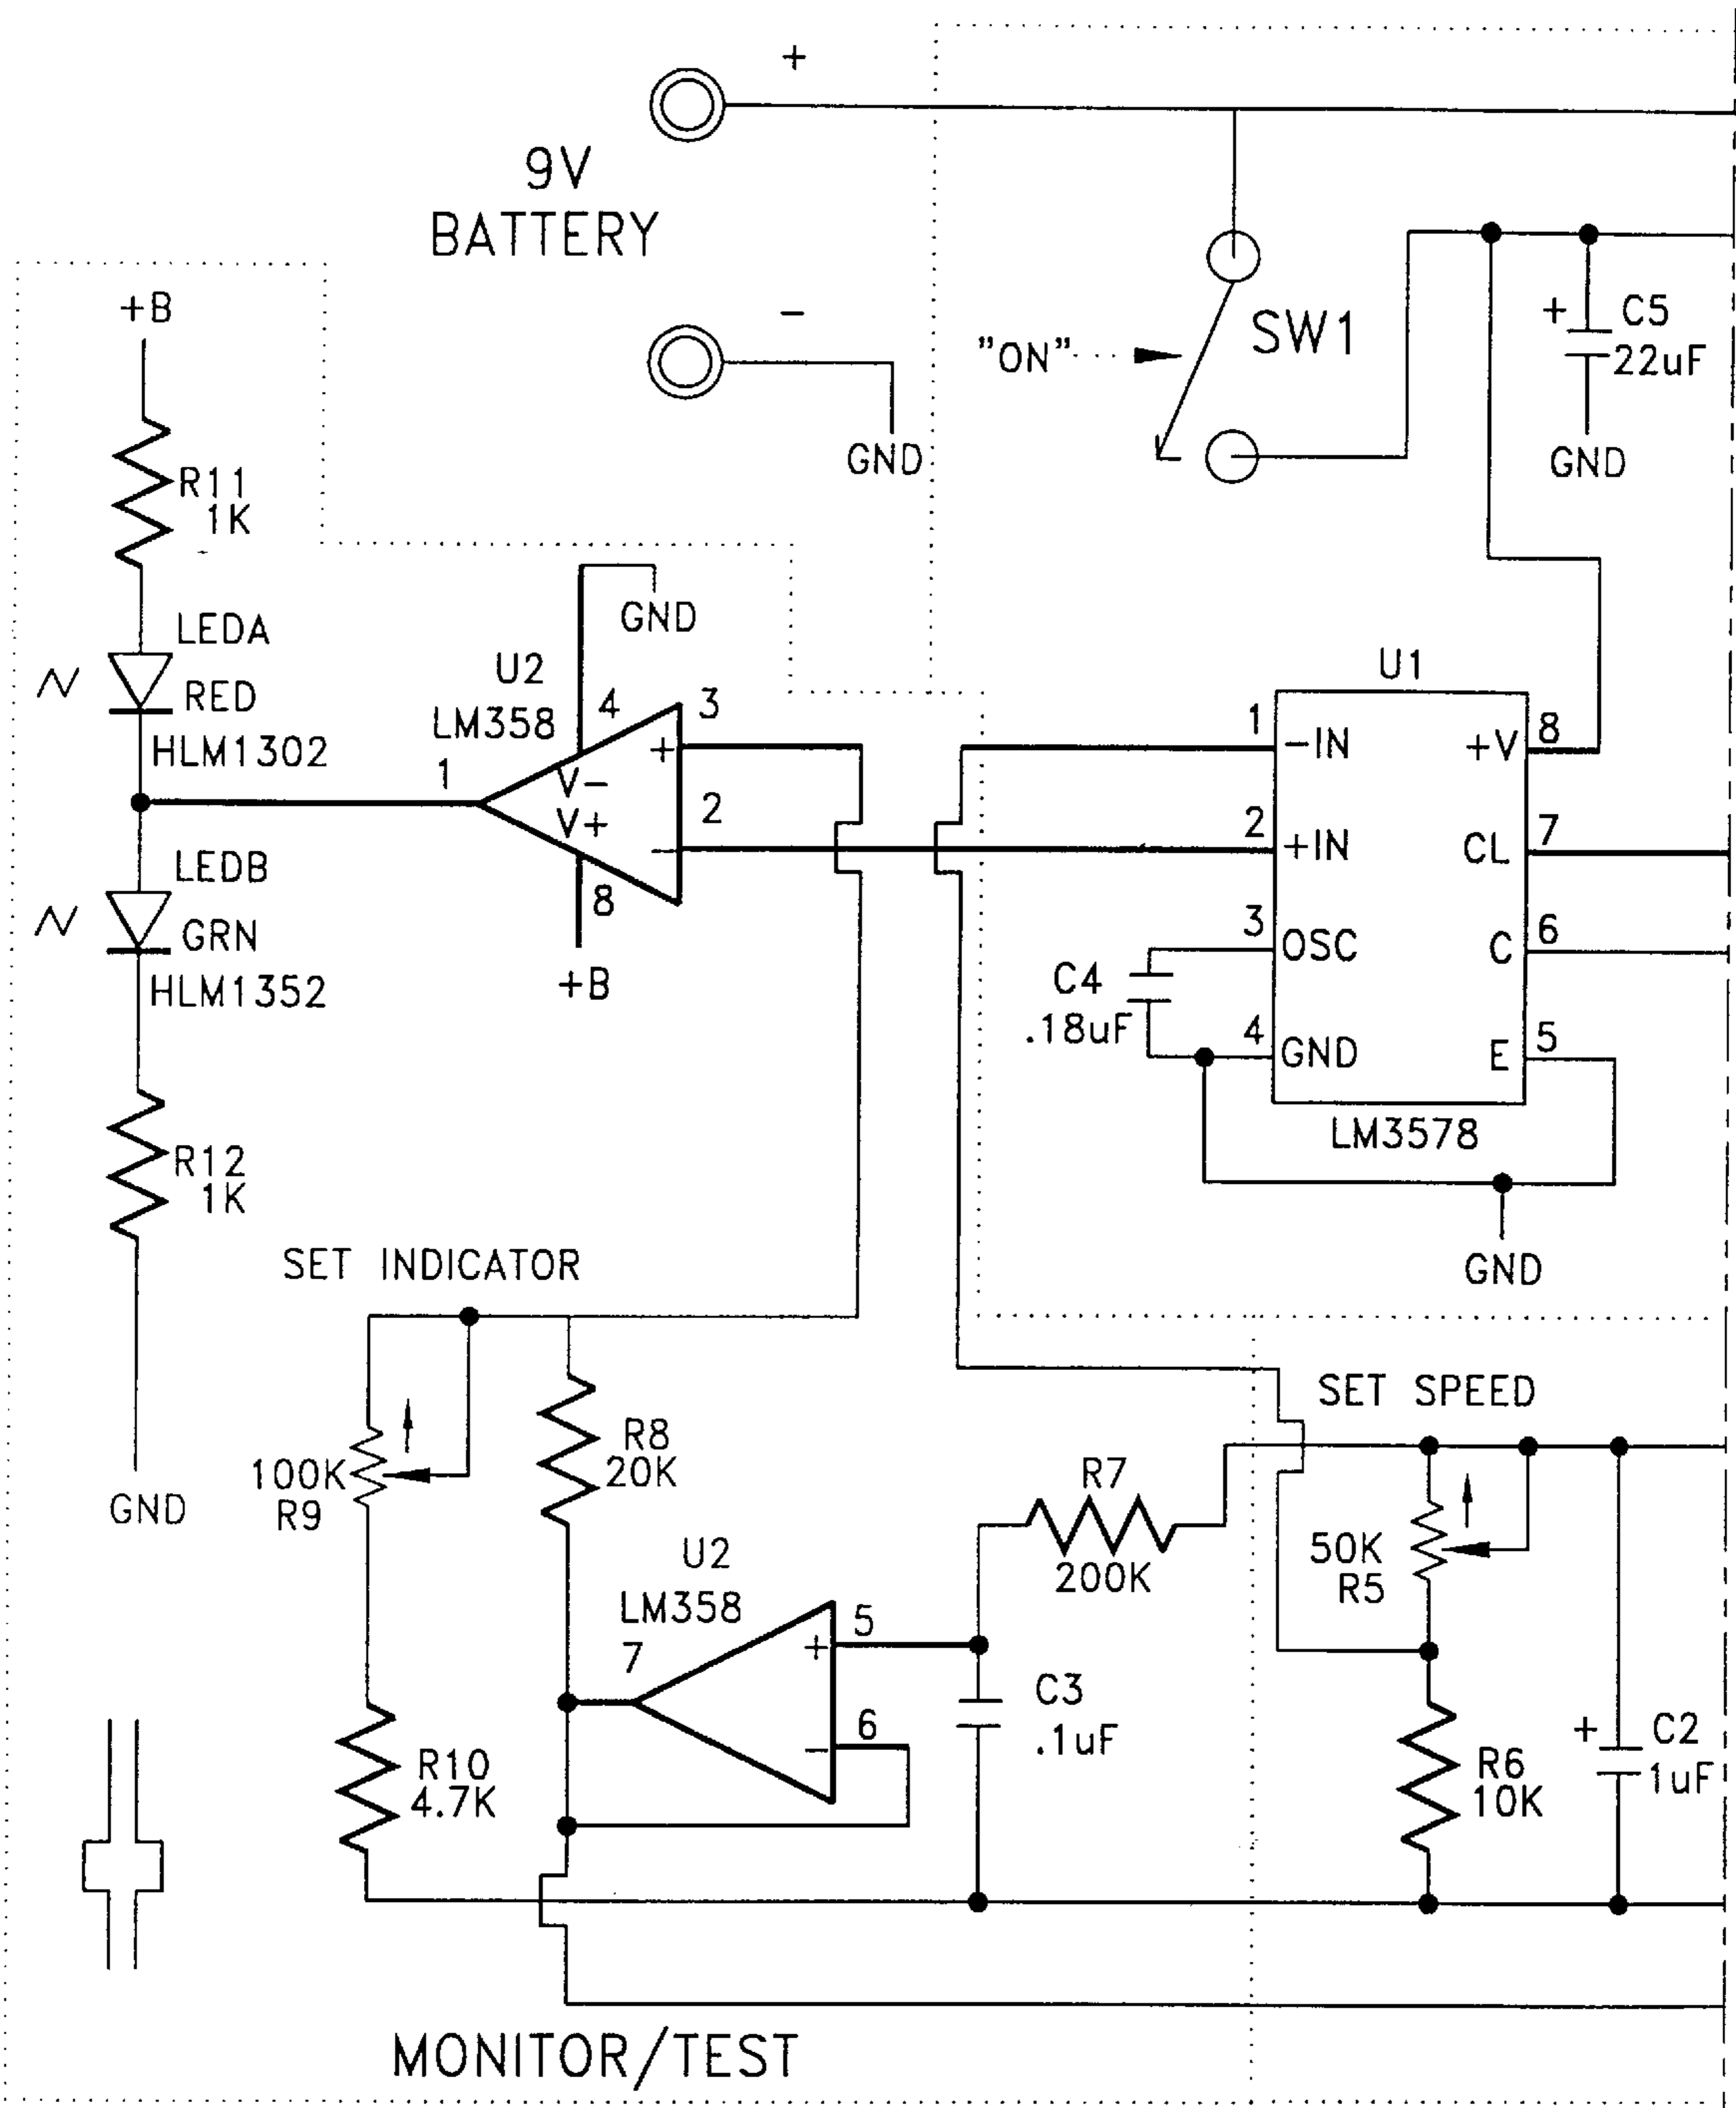 +
9V
BATTERY
-
GND
+B
R11
1K
LEDA
RED
HLM1302
LEDB
GRN
HLM1352
R12
1K
GND
GND
U2
LM358
4
3
+
V-
V+
1
2
-
8
+B
"ON"
SW1
+ C5
22uF
GND
U1
1
-IN
+V
8
2
+IN
CL
7
3
OSC
C
6
C4
.18uF
4
GND
E
5
LM3578
GND
SET INDICATOR
100K
R9
R8
20K
R7
200K
SET SPEED
50K
R5
U2
LM358
7
5
+
6
-
C3
.1uF
R10
4.7K
R6
10K
+ C2
1uF
MONITOR/TEST